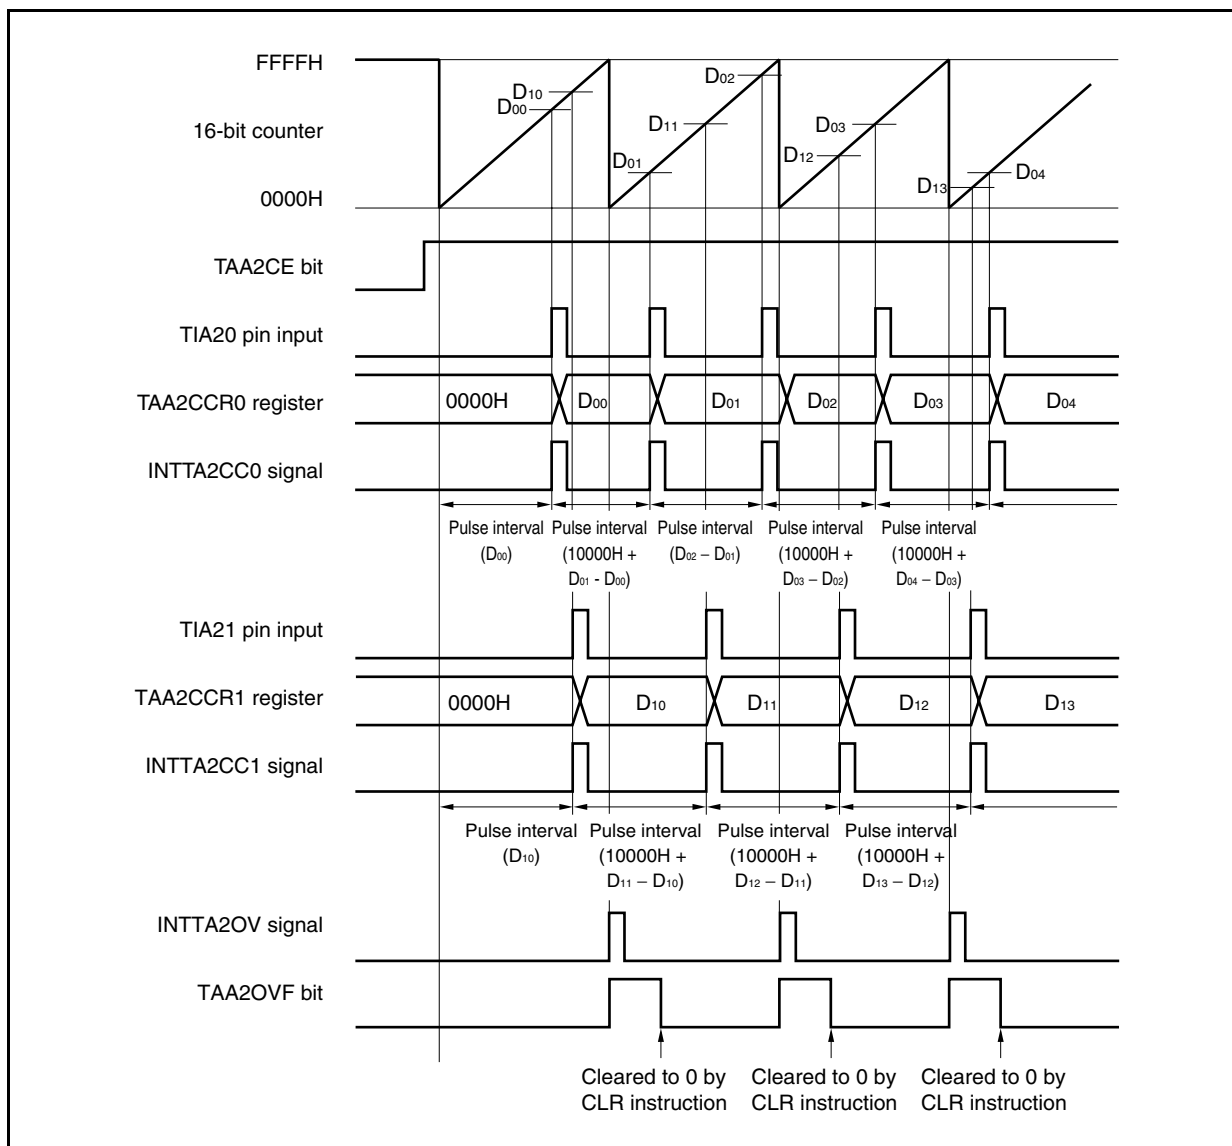 FFFFH
16-bit counter
0000H
D00
D10
D01
D11
D02
D12
D03
D13
D04
TAA2CE bit
TIA20 pin input
TAA2CCR0 register
0000H
D00
D01
D02
D03
D04
INTTA2CC0 signal
Pulse interval
(D00)
Pulse interval
(10000H +
D01 - D00)
Pulse interval
(D02 – D01)
Pulse interval
(10000H +
D03 – D02)
Pulse interval
(10000H +
D04 – D03)
TIA21 pin input
TAA2CCR1 register
0000H
D10
D11
D12
D13
INTTA2CC1 signal
Pulse interval
(D10)
Pulse interval
(10000H +
D11 – D10)
Pulse interval
(10000H +
D12 – D11)
Pulse interval
(10000H +
D13 – D12)
INTTA2OV signal
TAA2OVF bit
Cleared to 0 by
CLR instruction
Cleared to 0 by
CLR instruction
Cleared to 0 by
CLR instruction